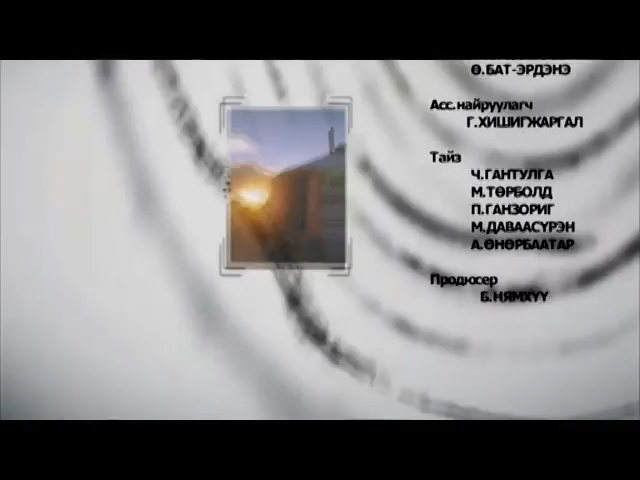 Ө.БАТ-ЭРДЭНЭ
Асс.найруулагч
Г.ХИШИГЖАРГАЛ
Тайз
Ч.ГАНТУЛГА
М.ТӨРБОЛД
П.ГАНЗОРИГ
М.ДАВААСҮРЭН
А.ӨНӨРБААТАР
Продюсер
Б.НЯМХҮҮ